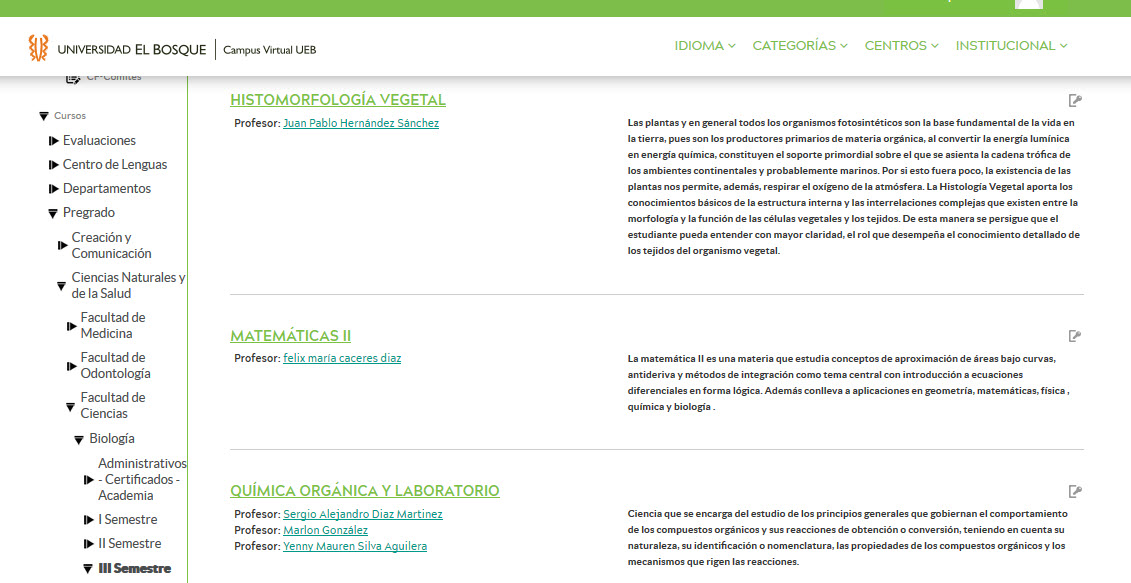 UNIVERSIDAD EL BOSQUE | Campus Virtual UEB
IDIOMA CATEGORÍAS CENTROS INSTITUCIONAL
CP-Comités
Cursos
Evaluaciones
Centro de Lenguas
Departamentos
Pregrado
Creación y
Comunicación
Ciencias Naturales y
de la Salud
Facultad de
Medicina
Facultad de
Odontología
Facultad de
Ciencias
Biología
Administrativos
- Certificados -
Academia
I Semestre
II Semestre
III Semestre
HISTOMORFOLOGÍA VEGETAL
Profesor: Juan Pablo Hernández Sánchez
Las plantas y en general todos los organismos fotosintéticos son la base fundamental de la vida en
la tierra, pues son los productores primarios de materia orgánica, al convertir la energía lumínica
en energía química, constituyen el soporte primordial sobre el que se asienta la cadena trófica de
los ambientes continentales y probablemente marinos. Por si esto fuera poco, la existencia de las
plantas nos permite, además, respirar el oxígeno de la atmósfera. La Histología Vegetal aporta los
conocimientos básicos de la estructura interna y las interrelaciones complejas que existen entre la
morfología y la función de las células vegetales y los tejidos. De esta manera se persigue que el
estudiante pueda entender con mayor claridad, el rol que desempeña el conocimiento detallado de
los tejidos del organismo vegetal.
MATEMÁTICAS II
Profesor: felix maría caceres diaz
La matemática II es una materia que estudia conceptos de aproximación de áreas bajo curvas,
antideriva y métodos de integración como tema central con introducción a ecuaciones
diferenciales en forma lógica. Además conlleva a aplicaciones en geometría, matemáticas, física ,
química y biología .
QUÍMICA ORGÁNICA Y LABORATORIO
Profesor: Sergio Alejandro Diaz Martinez
Profesor: Marlon González
Profesor: Yenny Mauren Silva Aguilera
Ciencia que se encarga del estudio de los principios generales que gobiernan el comportamiento
de los compuestos orgánicos y sus reacciones de obtención o conversión, teniendo en cuenta su
naturaleza, su identificación o nomenclatura, las propiedades de los compuestos orgánicos y los
mecanismos que rigen las reacciones.